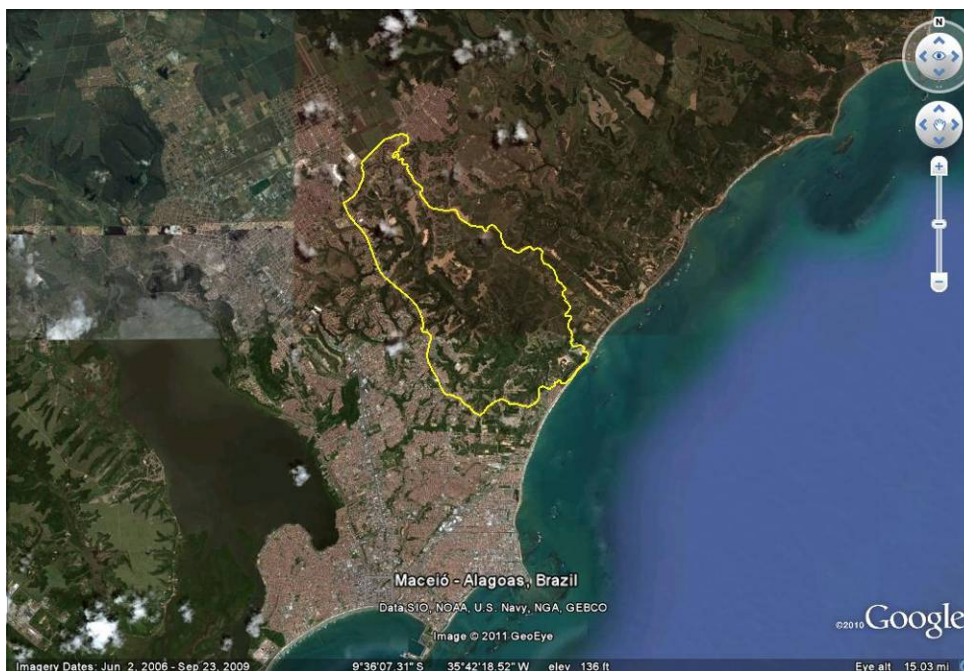 N
Maceió - Alagoas, Brazil
Data SIO, NOAA, U.S. Navy, NGA, GEBCO
©2010 Google
Image © 2011 GeoEye
Imagery Dates: Jun 2, 2006 - Sep 23, 2009 9°36'07.31" S 35°42'18.52" W elev 136 ft Eye alt 15.03 mi